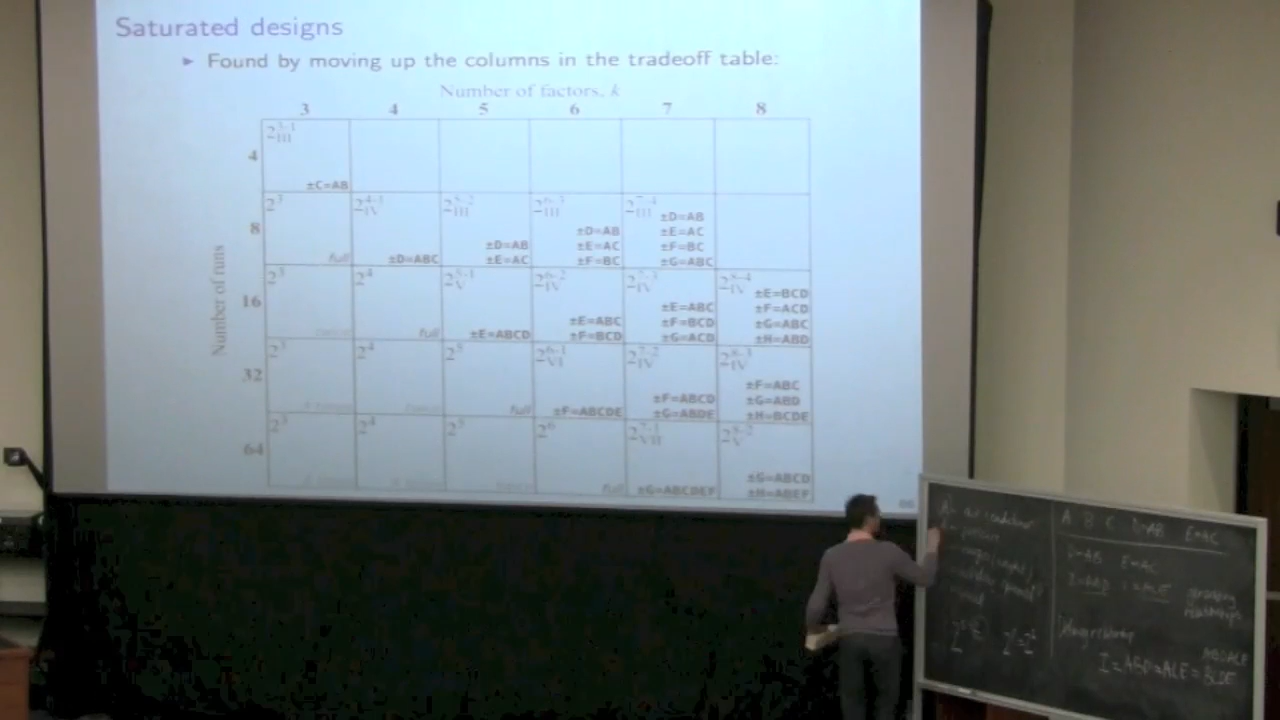 Saturated designs
► Found by moving up the columns in the tradeoff table:
Number of factors, k
3 4 5 6 7 8
Number of runs
4
2^{3-1}_{III}
±C=AB
8
2^3
full
2^{4-1}_{IV}
±D=ABC
2^{5-2}_{III}
±D=AB
±E=AC
2^{6-3}_{III}
±D=AB
±E=AC
±F=BC
2^{7-4}_{III}
±D=AB
±E=AC
±F=BC
±G=ABC
16
2^3
twice
2^4
full
2^{5-1}_{V}
±E=ABCD
2^{6-2}_{IV}
±E=ABC
±F=BCD
2^{7-3}_{IV}
±E=ABC
±F=BCD
±G=ACD
2^{8-4}_{IV}
±E=BCD
±F=ACD
±G=ABC
±H=ABD
32
2^3
2^4
2^5
full
2^{6-1}_{VI}
±F=ABCDE
2^{7-2}_{IV}
±F=ABCD
±G=ABDE
2^{8-3}_{IV}
±F=ABC
±G=ABD
±H=BCDE
64
2^3
2^4
2^5
2^6
full
2^{7-1}_{VII}
±G=ABCDEF
2^{8-2}_{V}
±G=ABCD
±H=ABEF
A B C D=AB E=AC
D=AB E=AC
I=ABD =ACE
generating
relationships
I=ABD=ACE=BCDE